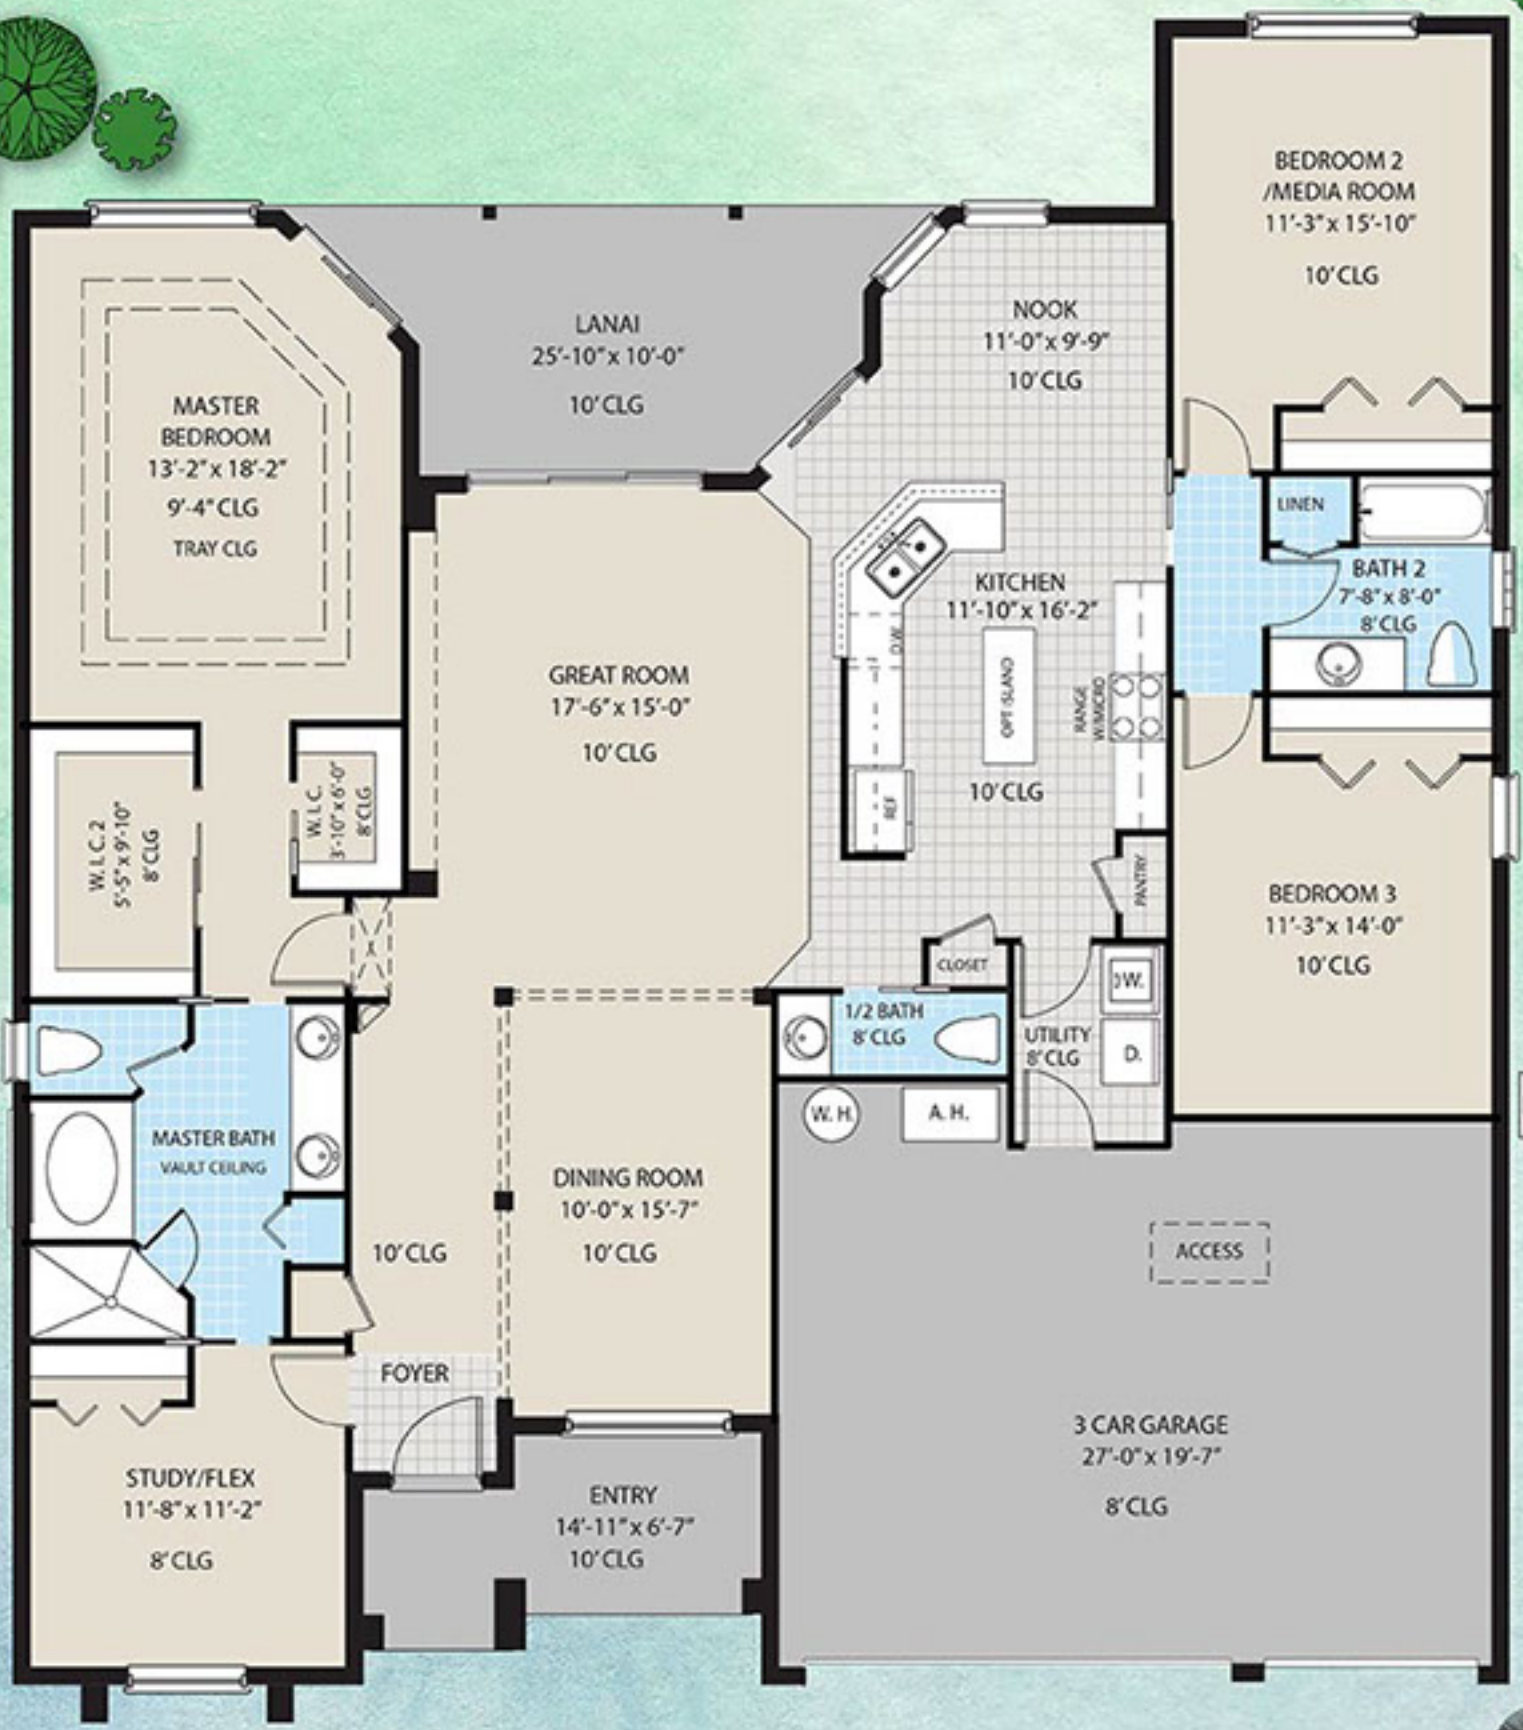 BEDROOM 2
/MEDIA ROOM
11'-3" x 15'-10"
10' CLG
LANAI
25'-10" x 10'-0"
10' CLG
NOOK
11'-0" x 9'-9"
10' CLG
MASTER
BEDROOM
13'-2" x 18'-2"
9'-4" CLG
TRAY CLG
LINEN
BATH 2
7'-8" x 8'-0"
8' CLG
KITCHEN
11'-10" x 16'-2"
D.W.
OPT ISLAND
RANGE
W/MICRO
10' CLG
REF
GREAT ROOM
17'-6" x 15'-0"
10' CLG
W.I.C. 2
5'-5" x 9'-10"
8' CLG
W.I.C.
3'-10" x 6'-0"
8' CLG
PANTRY
BEDROOM 3
11'-3" x 14'-0"
10' CLG
CLOSET
W.
1/2 BATH
8' CLG
UTILITY
8' CLG
D.
W. H.
A. H.
MASTER BATH
VAULT CEILING
DINING ROOM
10'-0" x 15'-7"
10' CLG
10' CLG
ACCESS
FOYER
3 CAR GARAGE
27'-0" x 19'-7"
8' CLG
STUDY/FLEX
11'-8" x 11'-2"
8' CLG
ENTRY
14'-11" x 6'-7"
10' CLG